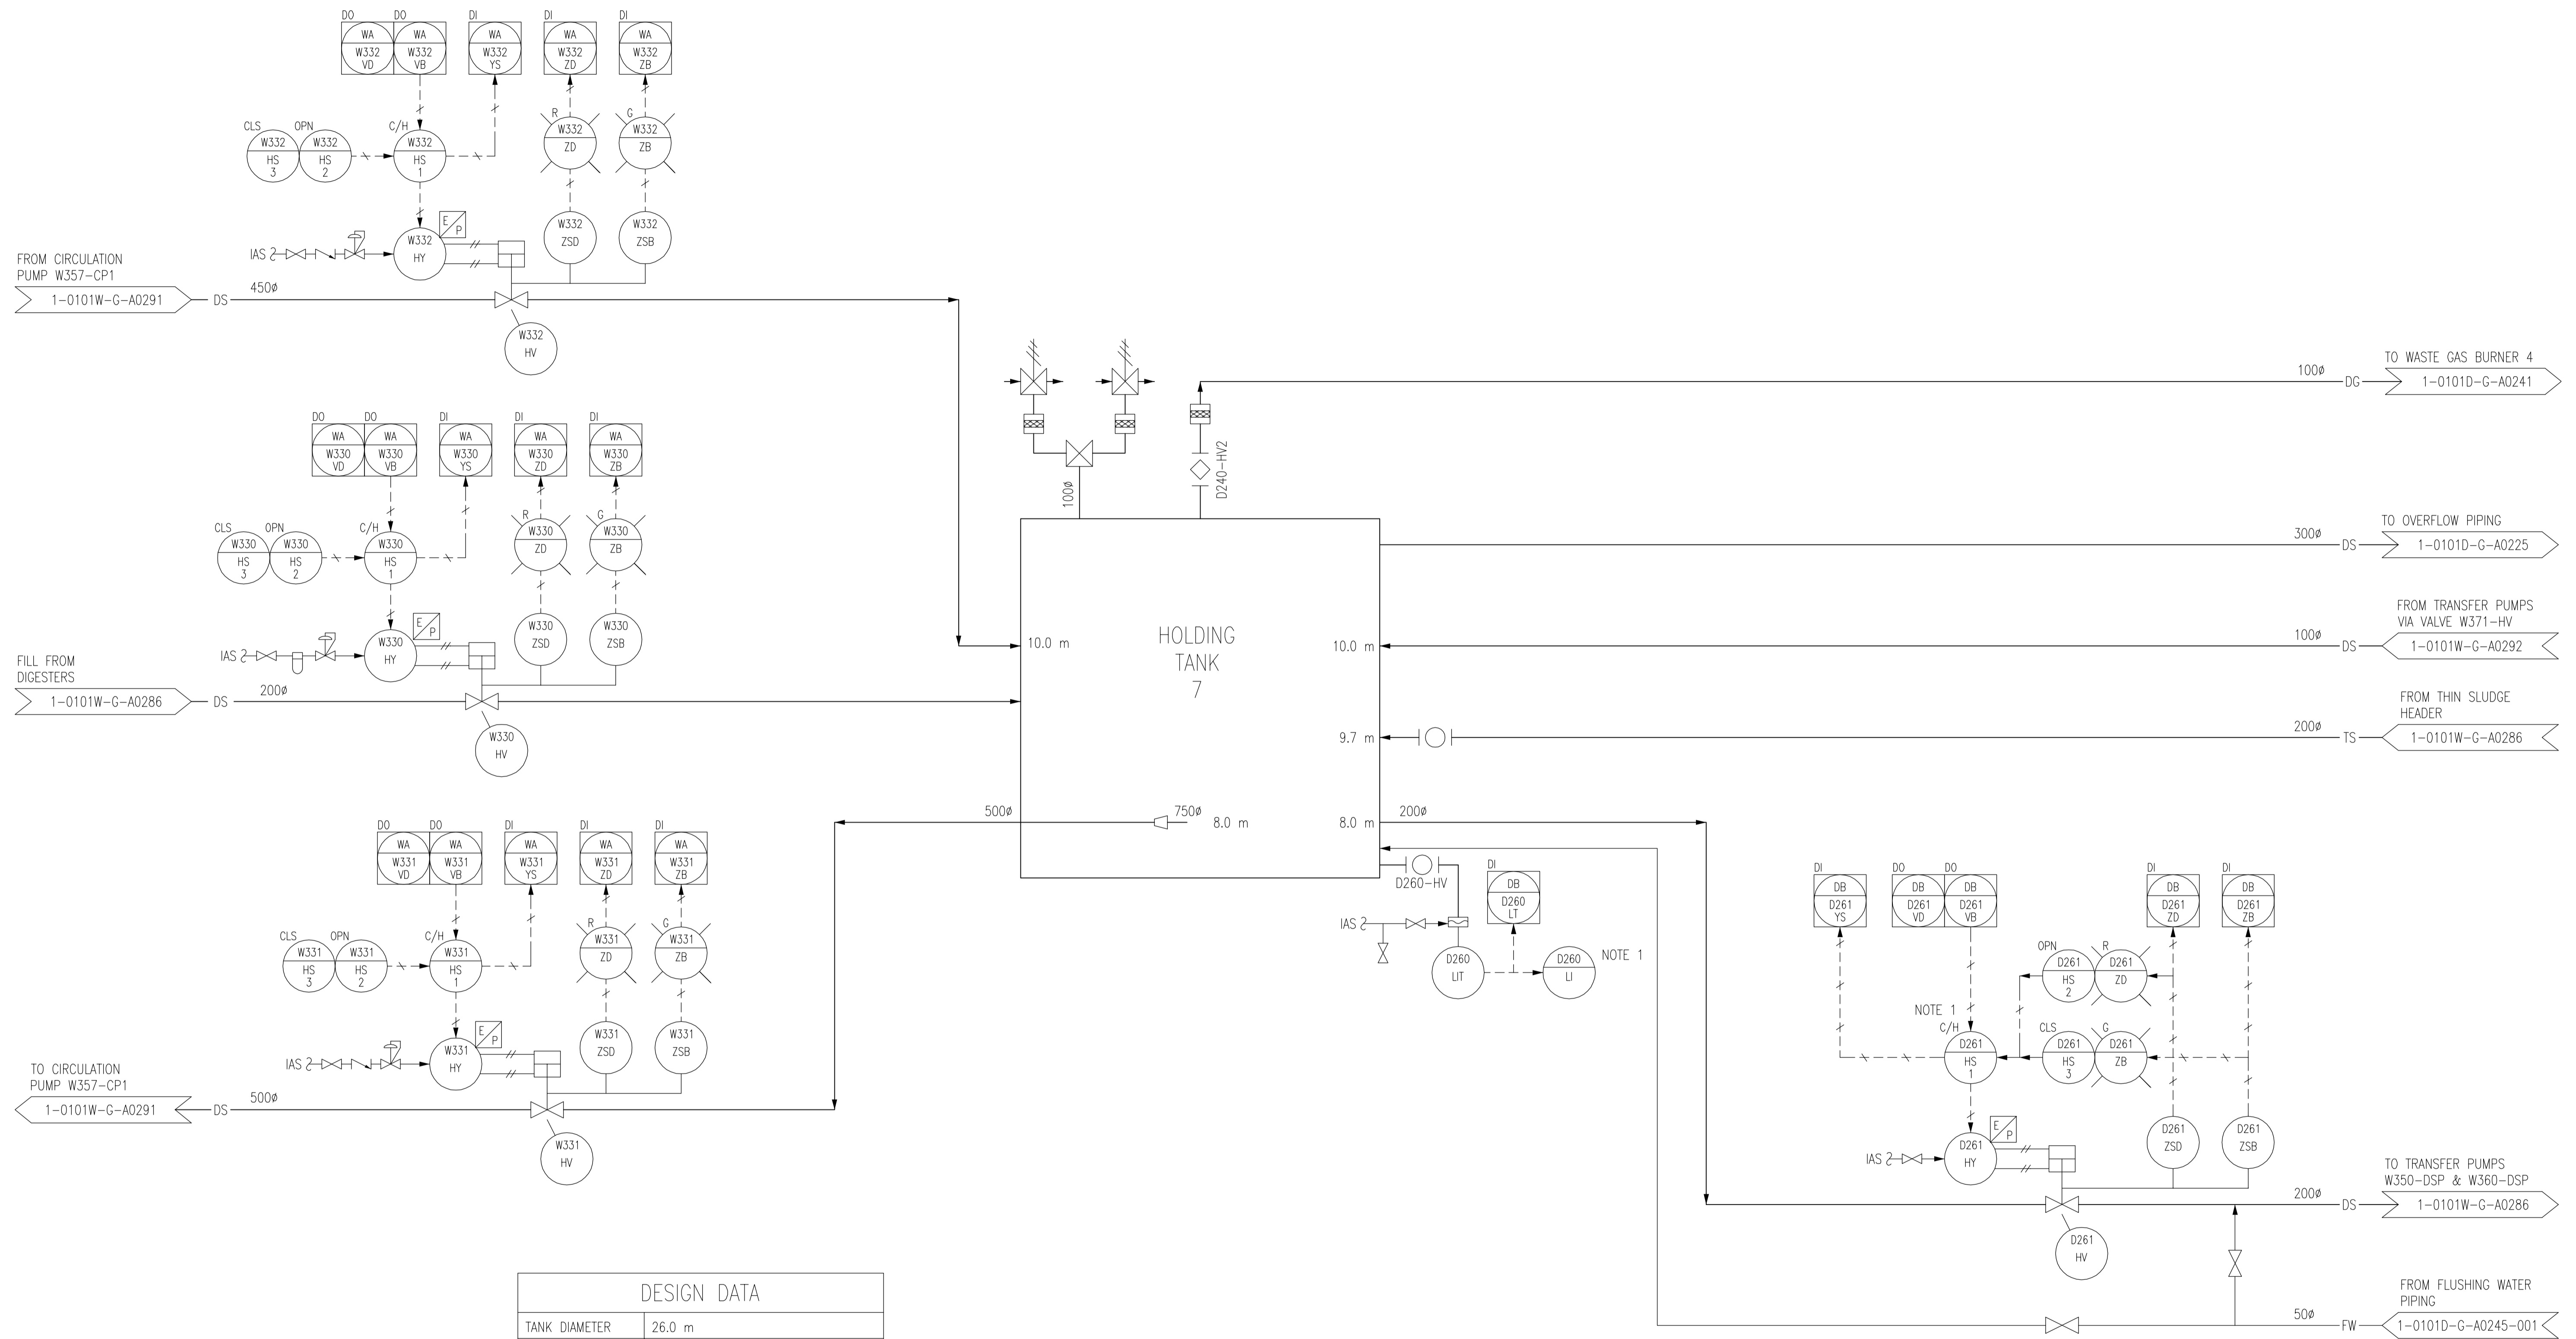 DO DO DI DI DI
WA WA WA WA WA
W332 W332 W332 W332 W332
VD VB YS ZD ZB
CLS OPN C/H R G
W332 W332 W332 W332 W332
HS HS HS ZD ZB
3 2 1
E/P
W332 W332 W332
HY ZSD ZSB
IAS
FROM CIRCULATION
PUMP W357-CP1
1-0101W-G-A0291 DS 450ø
W332
HV
TO WASTE GAS BURNER 4
100ø DG 1-0101D-G-A0241
DO DO DI DI DI
WA WA WA WA WA
W330 W330 W330 W330 W330
VD VB YS ZD ZB
D240-HV2
100ø
CLS OPN C/H R G
W330 W330 W330 W330 W330
HS HS HS ZD ZB
3 2 1
TO OVERFLOW PIPING
300ø DS 1-0101D-G-A0225
E/P
W330 W330 W330
HY ZSD ZSB
IAS
HOLDING
TANK
7
10.0 m 10.0 m
FROM TRANSFER PUMPS
VIA VALVE W371-HV
100ø DS 1-0101W-G-A0292
FILL FROM
DIGESTERS
1-0101W-G-A0286 DS 200ø
W330
HV
FROM THIN SLUDGE
HEADER
9.7 m 200ø TS 1-0101W-G-A0286
500ø 750ø 8.0 m 8.0 m 200ø
DO DO DI DI DI
WA WA WA WA WA
W331 W331 W331 W331 W331
VD VB YS ZD ZB
CLS OPN C/H R G
W331 W331 W331 W331 W331
HS HS HS ZD ZB
3 2 1
E/P
W331 W331 W331
HY ZSD ZSB
IAS
TO CIRCULATION
PUMP W357-CP1
1-0101W-G-A0291 DS 500ø
W331
HV
D260-HV
DI
DB
D260
LT
IAS
D260 D260 NOTE 1
LIT LI
DI DO DO DI DI
DB DB DB DB DB
D261 D261 D261 D261 D261
YS VD VB ZD ZB
OPN R
D261 D261
HS ZD
2
NOTE 1
C/H CLS G
D261 D261 D261
HS HS ZB
1 3
E/P
D261 D261 D261
HY ZSD ZSB
IAS
TO TRANSFER PUMPS
W350-DSP & W360-DSP
200ø DS 1-0101W-G-A0286
D261
HV
FROM FLUSHING WATER
PIPING
50ø FW 1-0101D-G-A0245-001
DESIGN DATA
TANK DIAMETER 26.0 m